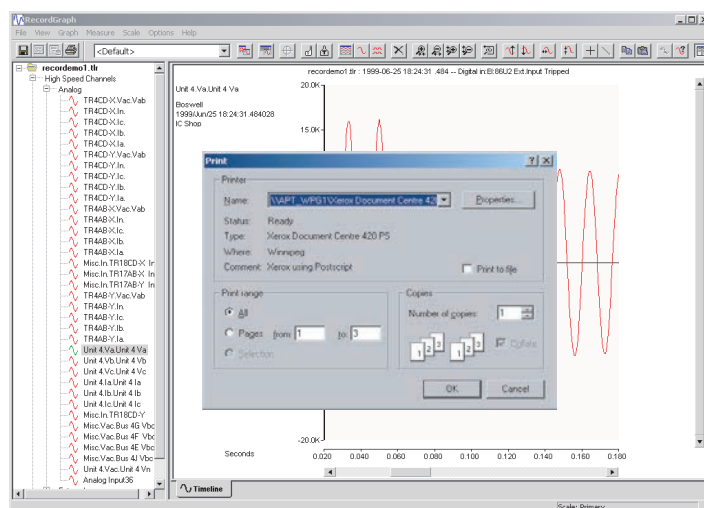 RecordGraph
File View Graph Measure Scale Options Help
<Default>
recordemo1.tlr
High Speed Channels
Analog
TR4CD-X.Vac.Vab
TR4CD-X.In.
TR4CD-X.Ic.
TR4CD-X.Ib.
TR4CD-X.Ia.
TR4CD-Y.Vac.Vab
TR4CD-Y.In.
TR4CD-Y.Ic.
TR4CD-Y.Ib.
TR4CD-Y.Ia.
TR4AB-X.Vac.Vab
TR4AB-X.In.
TR4AB-X.Ic.
TR4AB-X.Ib.
TR4AB-X.Ia.
Misc.In.TR18CD-X In
Misc.In.TR17AB-X In
Misc.In.TR17AB-Y In
TR4AB-Y.Vac.Vab
TR4AB-Y.In.
TR4AB-Y.Ic.
TR4AB-Y.Ib.
TR4AB-Y.Ia.
Unit 4.Va.Unit 4 Va
Unit 4.Vb.Unit 4 Vb
Unit 4.Vc.Unit 4 Vc
Unit 4.Ia.Unit 4 Ia
Unit 4.Ib.Unit 4 Ib
Unit 4.Ic.Unit 4 Ic
Misc.In.TR18CD-Y
Misc.Vac.Bus 4G Vbc
Misc.Vac.Bus 4F Vbc
Misc.Vac.Bus 4E Vbc
Misc.Vac.Bus 4J Vbc
Unit 4.Vac.Unit 4 Vn
Analog Input36
recordemo1.tlr : 1999-06-25 18:24:31 .484 -- Digital in:El:86U2 Ext.Input Tripped
Unit 4.Va.Unit 4 Va
Boswell
1999/Jun/25 18:24:31.484028
IC Shop
20.0K
15.0K
-20.0K
Seconds
0.020 0.040 0.060 0.080 0.100 0.120 0.140 0.160 0.180
Timeline
Scale: Primary
Print
Printer
Name: \\APT_WPG1\Xerox Document Centre 42
Properties...
Status: Ready
Type: Xerox Document Centre 420 PS
Where: Winnipeg
Comment: Xerox using Postscript
Print to file
Print range
All
Pages from: 1 to: 3
Selection
Copies
Number of copies: 1
1 2 3 1 2 3
Collate
OK
Cancel